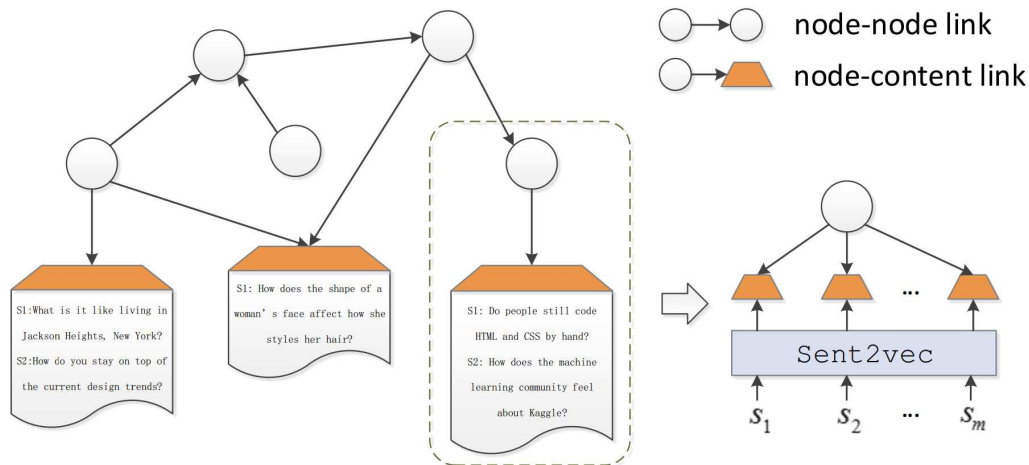 node-node link
node-content link
S1:What is it like living in
Jackson Heights, New York?
S2:How do you stay on top of
the current design trends?
S1: How does the shape of a
woman's face affect how she
styles her hair?
S1: Do people still code
HTML and CSS by hand?
S2: How does the machine
learning community feel
about Kaggle?
...
Sent2vec
s1 s2 ... sm